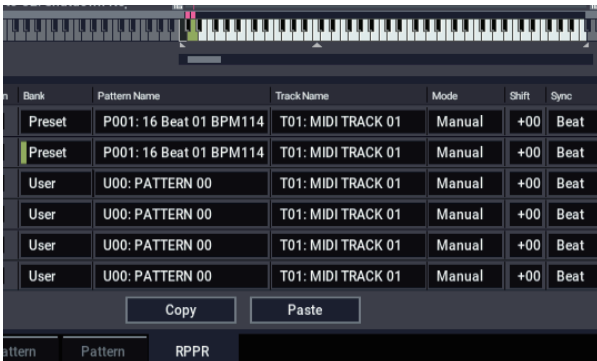 Bank Pattern Name Track Name Mode Shift Sync
Preset P001: 16 Beat 01 BPM114 T01: MIDI TRACK 01 Manual +00 Beat
Preset P001: 16 Beat 01 BPM114 T01: MIDI TRACK 01 Manual +00 Beat
User U00: PATTERN 00 T01: MIDI TRACK 01 Manual +00 Beat
User U00: PATTERN 00 T01: MIDI TRACK 01 Manual +00 Beat
User U00: PATTERN 00 T01: MIDI TRACK 01 Manual +00 Beat
User U00: PATTERN 00 T01: MIDI TRACK 01 Manual +00 Beat
Copy Paste
attern Pattern RPPR